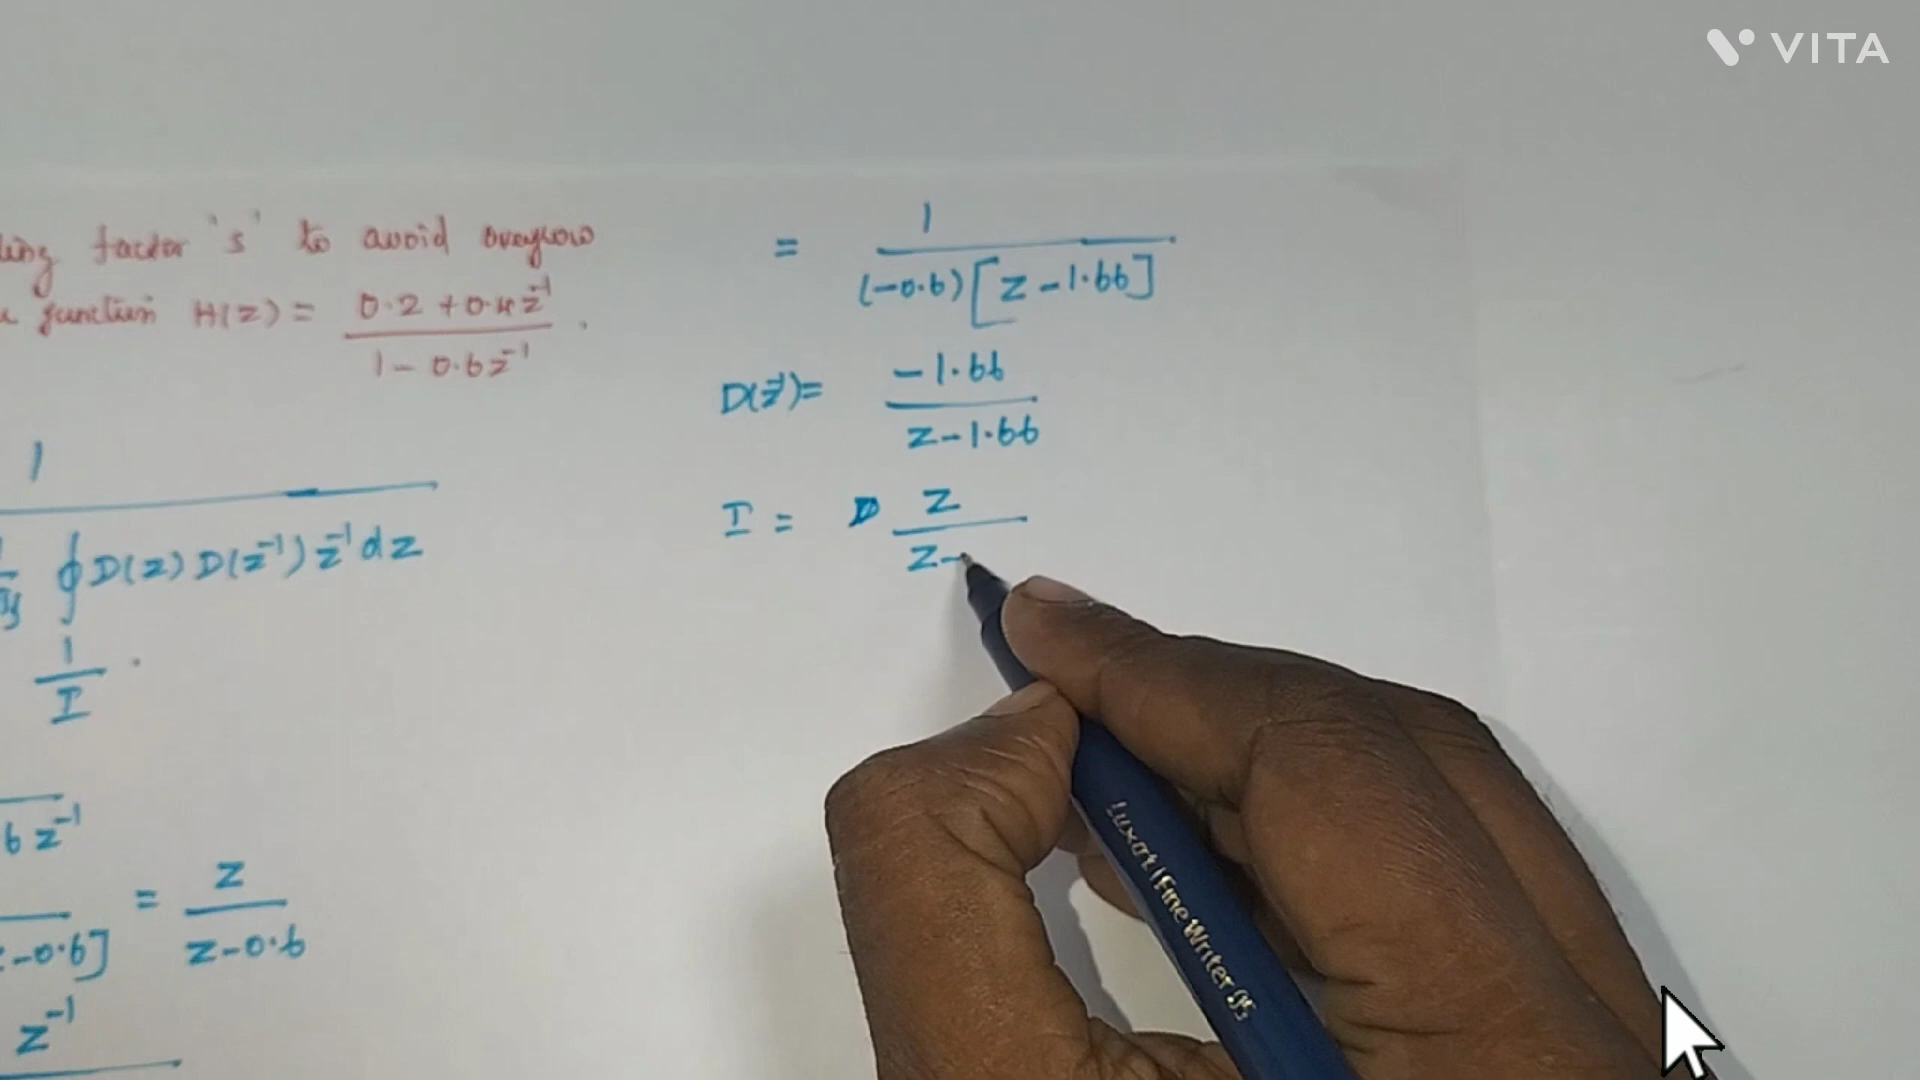 VITA
ling factor 's' to avoid overflow
function H(z) = 0.2 + 0.4z⁻¹
1 - 0.6z⁻¹ .
1
∮ D(z) D(z⁻¹) z⁻¹ dz
1
I
6 z⁻¹
z - 0.6] = z
z - 0.6
z⁻¹
= 1
(-0.6) [z - 1.66]
D(z⁻¹) = -1.66
z - 1.66
I = z
z -
Luxor (Fine Writer 05